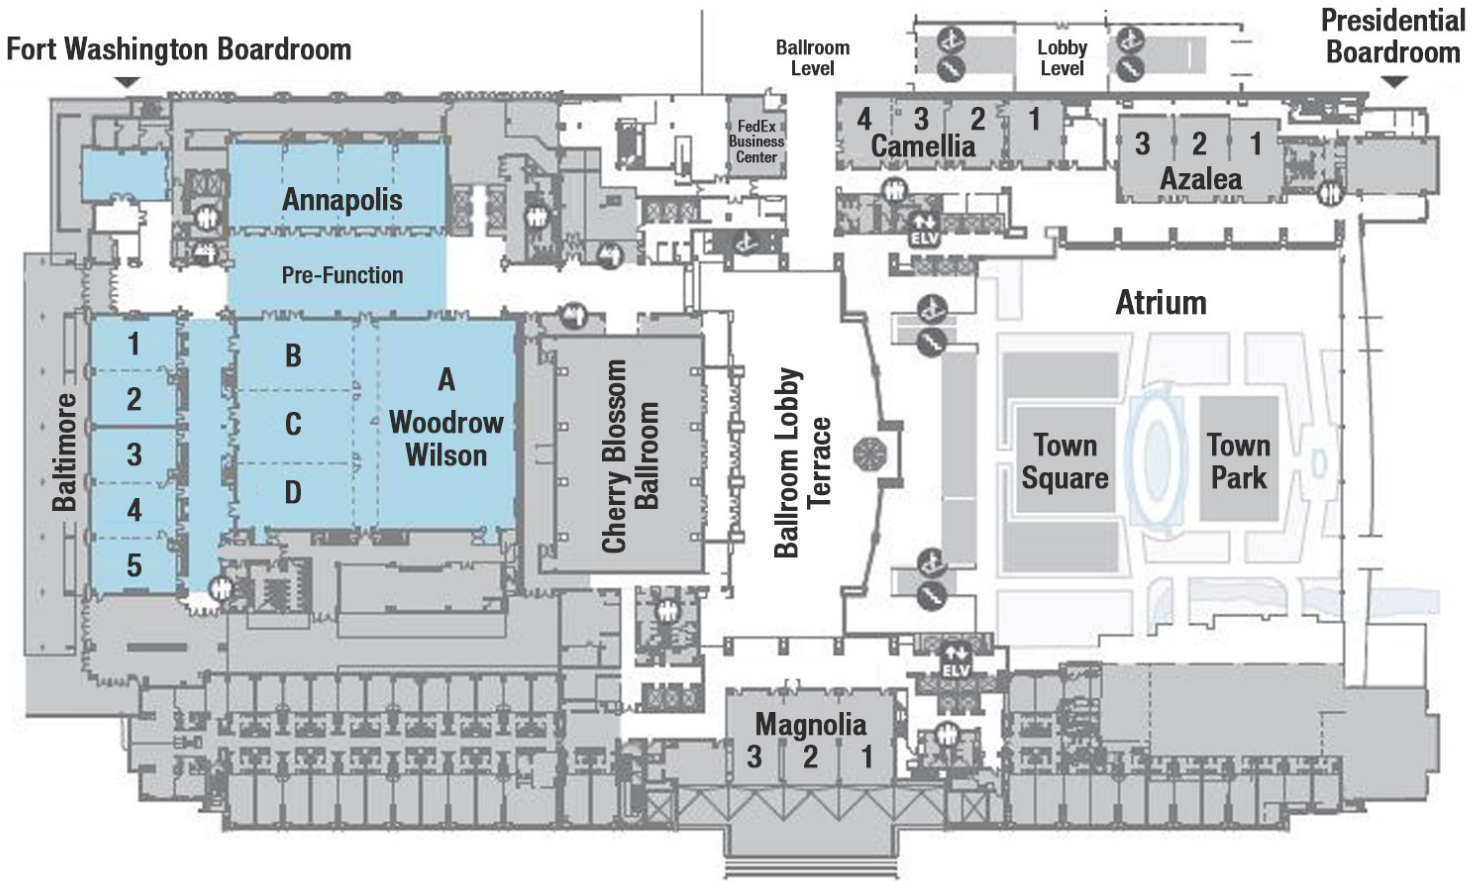 Fort Washington Boardroom
Ballroom
Level
Lobby
Level
Presidential
Boardroom
FedEx
Business
Center
4
3
2
1
Camellia
3
2
1
Azalea
Annapolis
ELV
Pre-Function
Atrium
1
2
3
4
5
Baltimore
B
C
D
A
Woodrow
Wilson
Cherry Blossom
Ballroom
Ballroom Lobby
Terrace
Town
Square
Town
Park
ELV
Magnolia
3
2
1